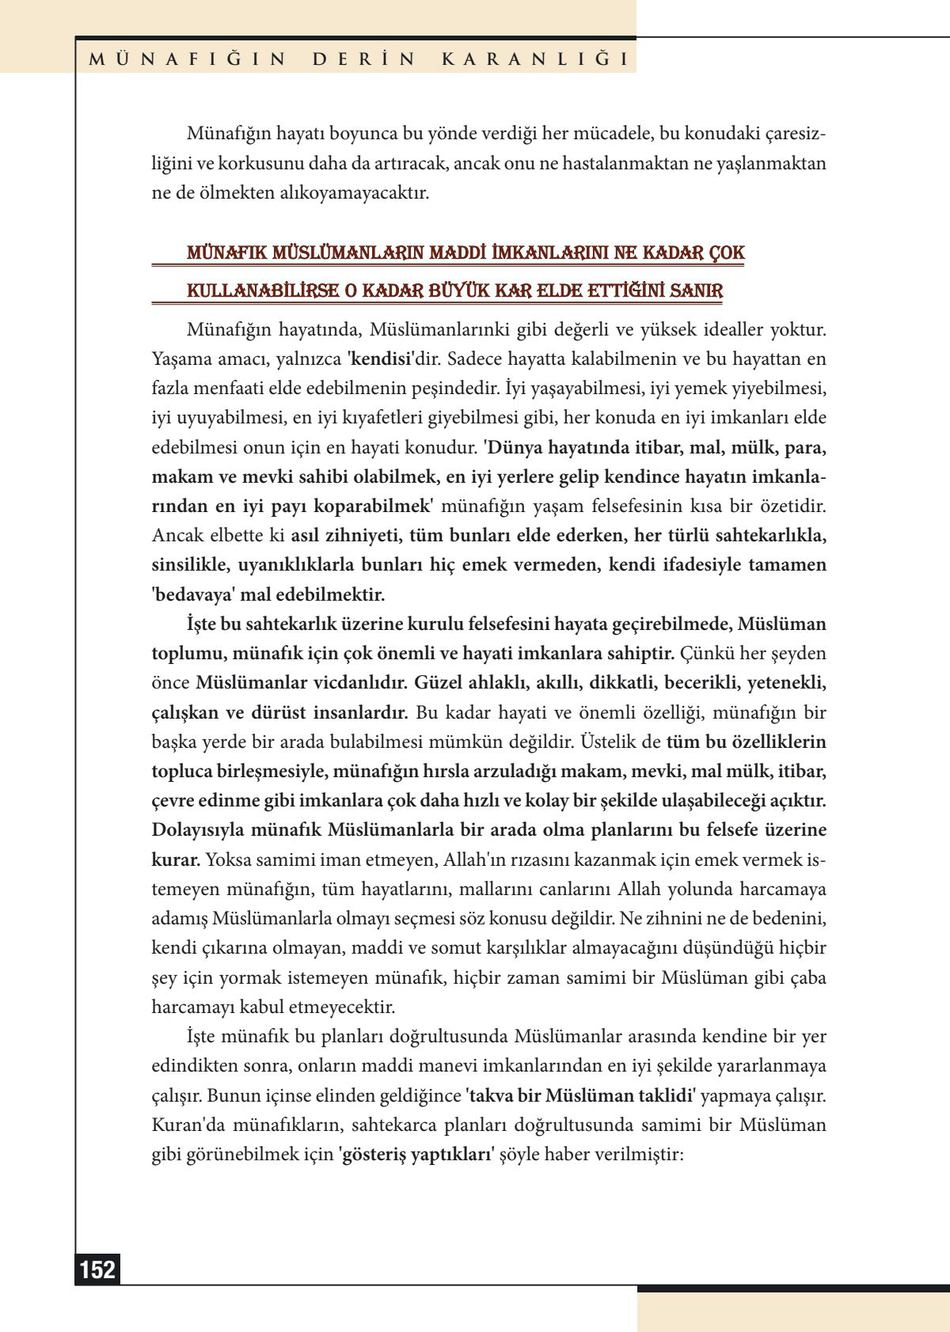 MÜNAFIĞIN DERİN KARANLIĞI
Münafığın hayatı boyunca bu yönde verdiği her mücadele, bu konudaki çaresiz-
liğini ve korkusunu daha da artıracak, ancak onu ne hastalanmaktan ne yaşlanmaktan
ne de ölmekten alıkoyamayacaktır.
MÜNAFIK MÜSLÜMANLARIN MADDİ İMKANLARINI NE KADAR ÇOK
KULLANABİLİRSE O KADAR BÜYÜK KAR ELDE ETTİĞİNİ SANIR
Münafığın hayatında, Müslümanlarınki gibi değerli ve yüksek idealler yoktur.
Yaşama amacı, yalnızca 'kendisi'dir. Sadece hayatta kalabilmenin ve bu hayattan en
fazla menfaati elde edebilmenin peşindedir. İyi yaşayabilmesi, iyi yemek yiyebilmesi,
iyi uyuyabilmesi, en iyi kıyafetleri giyebilmesi gibi, her konuda en iyi imkanları elde
edebilmesi onun için en hayati konudur. 'Dünya hayatında itibar, mal, mülk, para,
makam ve mevki sahibi olabilmek, en iyi yerlere gelip kendince hayatın imkanla-
rından en iyi payı koparabilmek' münafığın yaşam felsefesinin kısa bir özetidir.
Ancak elbette ki asıl zihniyeti, tüm bunları elde ederken, her türlü sahtekarlıkla,
sinsilikle, uyanıklıklarla bunları hiç emek vermeden, kendi ifadesiyle tamamen
'bedavaya' mal edebilmektir.
İşte bu sahtekarlık üzerine kurulu felsefesini hayata geçirebilmede, Müslüman
toplumu, münafık için çok önemli ve hayati imkanlara sahiptir. Çünkü her şeyden
önce Müslümanlar vicdanlıdır. Güzel ahlaklı, akıllı, dikkatli, becerikli, yetenekli,
çalışkan ve dürüst insanlardır. Bu kadar hayati ve önemli özelliği, münafığın bir
başka yerde bir arada bulabilmesi mümkün değildir. Üstelik de tüm bu özelliklerin
topluca birleşmesiyle, münafığın hırsla arzuladığı makam, mevki, mal mülk, itibar,
çevre edinme gibi imkanlara çok daha hızlı ve kolay bir şekilde ulaşabileceği açıktır.
Dolayısıyla münafık Müslümanlarla bir arada olma planlarını bu felsefe üzerine
kurar. Yoksa samimi iman etmeyen, Allah'ın rızasını kazanmak için emek vermek is-
temeyen münafığın, tüm hayatlarını, mallarını canlarını Allah yolunda harcamaya
adamış Müslümanlarla olmayı seçmesi söz konusu değildir. Ne zihnini ne de bedenini,
kendi çıkarına olmayan, maddi ve somut karşılıklar almayacağını düşündüğü hiçbir
şey için yormak istemeyen münafık, hiçbir zaman samimi bir Müslüman gibi çaba
harcamayı kabul etmeyecektir.
İşte münafık bu planları doğrultusunda Müslümanlar arasında kendine bir yer
edindikten sonra, onların maddi manevi imkanlarından en iyi şekilde yararlanmaya
çalışır. Bunun içinse elinden geldiğince 'takva bir Müslüman taklidi' yapmaya çalışır.
Kuran'da münafıkların, sahtekarca planları doğrultusunda samimi bir Müslüman
gibi görünebilmek için 'gösteriş yaptıkları' şöyle haber verilmiştir:
152